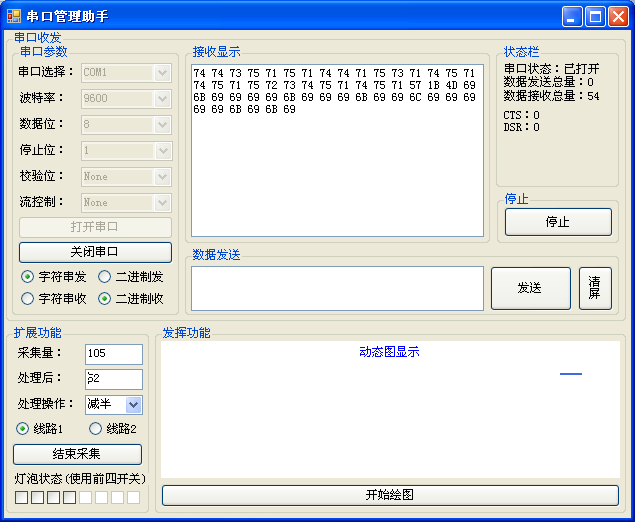 串口管理助手
串口收发
串口参数
串口选择： COM1
波特率： 9600
数据位： 8
停止位： 1
校验位： None
流控制： None
打开串口
关闭串口
字符串发 二进制发
字符串收 二进制收
接收显示
74 74 73 75 71 75 71 74 74 71 75 73 71 74 75 71
74 75 71 75 72 73 74 75 71 74 75 71 57 1B 4D 69
6B 69 69 69 69 6B 69 69 69 6B 69 69 6C 69 69 69
69 69 6B 69 6B 69
状态栏
串口状态：已打开
数据发送总量：0
数据接收总量：54
CTS：0
DSR：0
停止
停止
数据发送
发送
清屏
扩展功能
采集量： 105
处理后： 52
处理操作： 减半
线路1 线路2
结束采集
灯泡状态(使用前四开关)
发挥功能
动态图显示
开始绘图